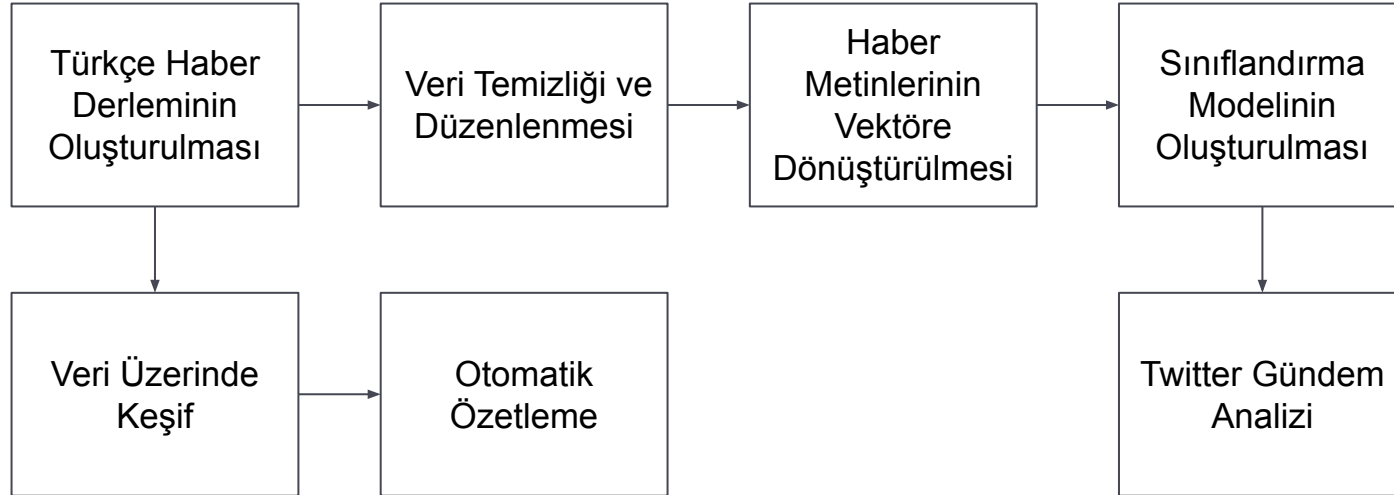 Türkçe Haber
Derleminin
Oluşturulması
Veri Temizliği ve
Düzenlenmesi
Haber
Metinlerinin
Vektöre
Dönüştürülmesi
Sınıflandırma
Modelinin
Oluşturulması
Veri Üzerinde
Keşif
Otomatik
Özetleme
Twitter Gündem
Analizi